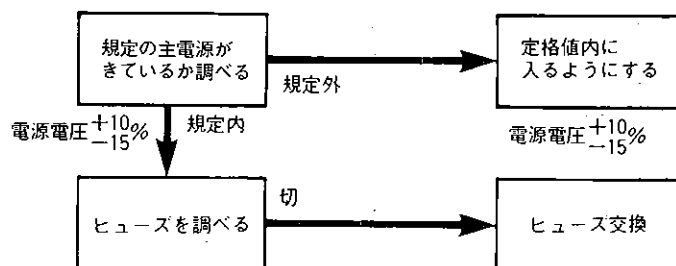 規定の主電源が
きているか調べる
規定外
定格値内に
入るようにする
電源電圧+10
−15%
規定内
電源電圧+10
−15%
ヒューズを調べる
切
ヒューズ交換